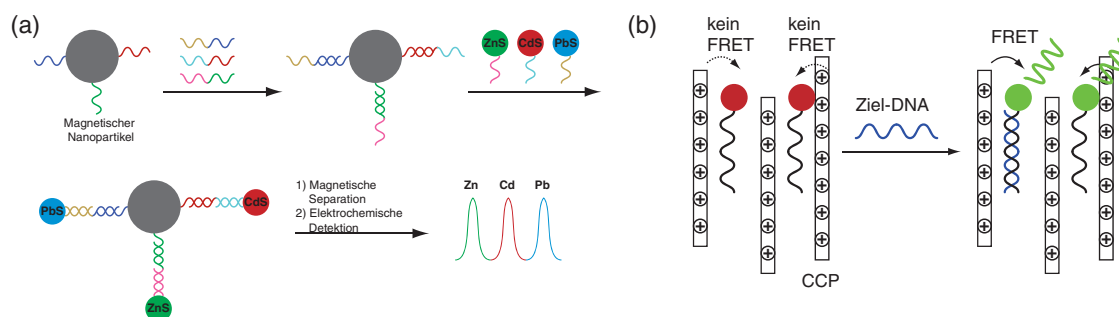 (a)
ZnS CdS PbS
Magnetischer
Nanopartikel
PbS
CdS
ZnS
1) Magnetische
Separation
2) Elektrochemische
Detektion
Zn Cd Pb
(b)
kein
FRET
kein
FRET
FRET
Ziel-DNA
CCP